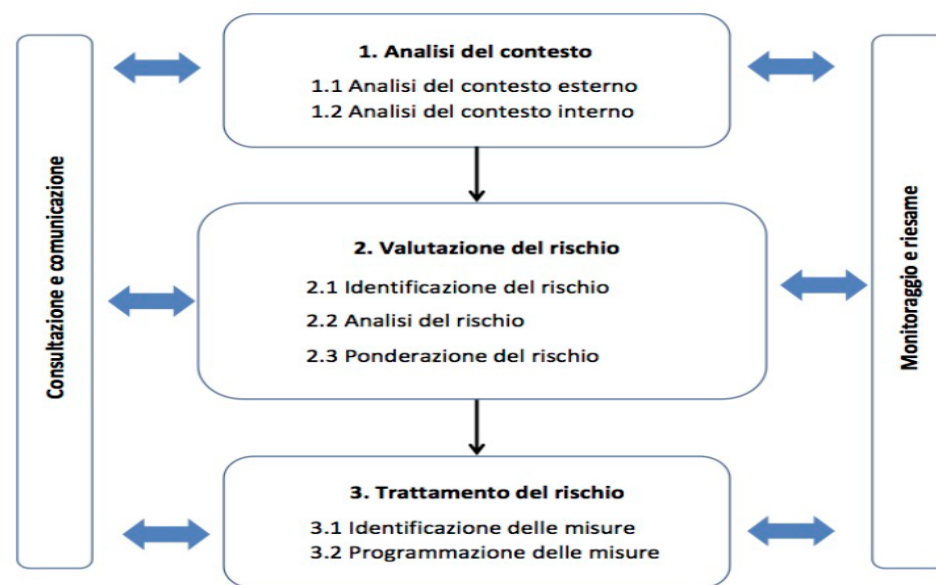 Consultazione e comunicazione
1. Analisi del contesto
1.1 Analisi del contesto esterno
1.2 Analisi del contesto interno
2. Valutazione del rischio
2.1 Identificazione del rischio
2.2 Analisi del rischio
2.3 Ponderazione del rischio
3. Trattamento del rischio
3.1 Identificazione delle misure
3.2 Programmazione delle misure
Monitoraggio e riesame